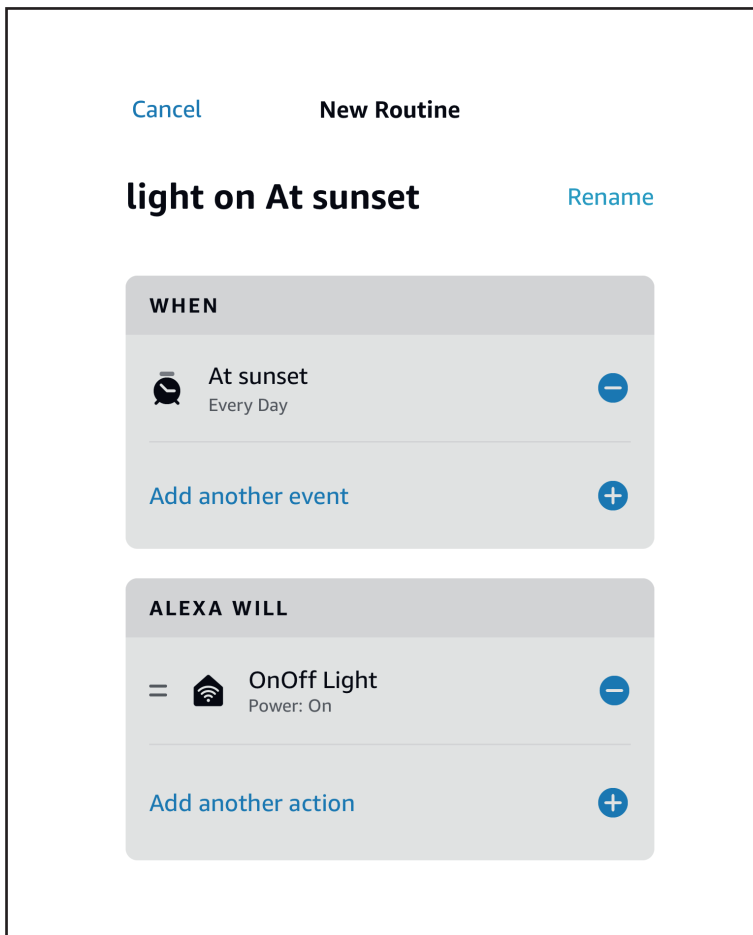 Cancel New Routine
light on At sunset Rename
WHEN
At sunset
Every Day
Add another event
ALEXA WILL
OnOff Light
Power: On
Add another action